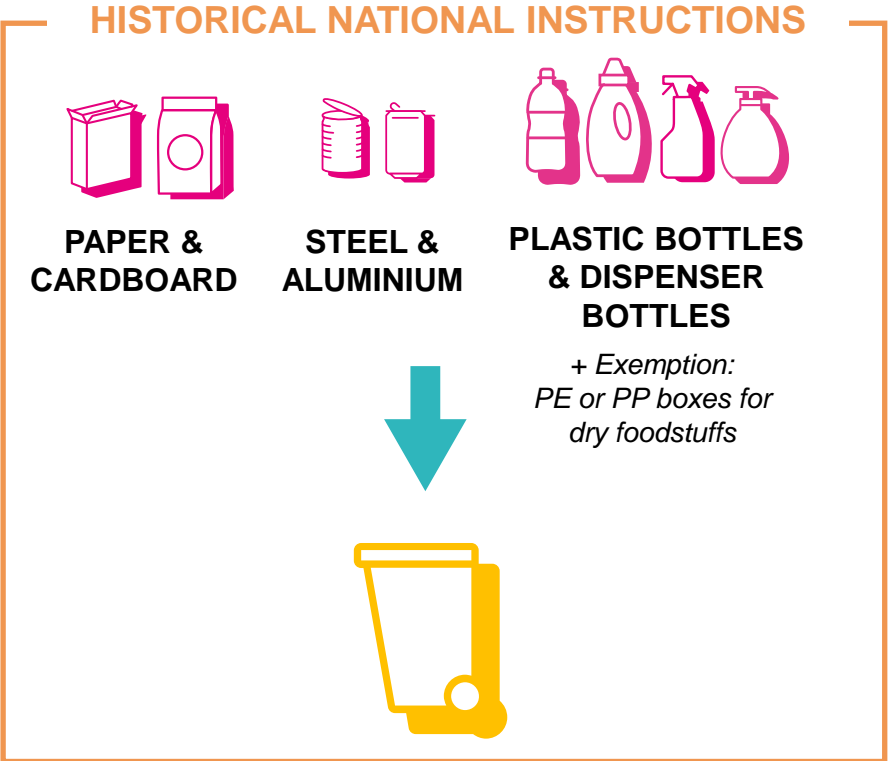 HISTORICAL NATIONAL INSTRUCTIONS
PAPER &
CARDBOARD
STEEL &
ALUMINIUM
PLASTIC BOTTLES
& DISPENSER
BOTTLES
+ Exemption:
PE or PP boxes for
dry foodstuffs